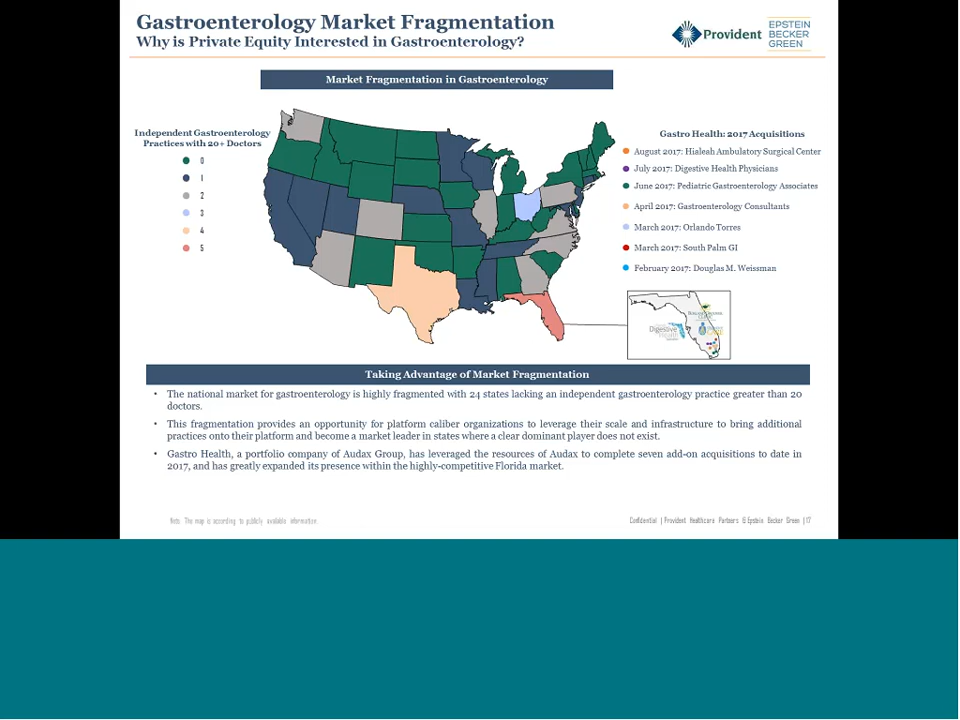 Gastroenterology Market Fragmentation
Why is Private Equity Interested in Gastroenterology?
Provident
EPSTEIN
BECKER
GREEN
Market Fragmentation in Gastroenterology
Independent Gastroenterology
Practices with 20+ Doctors
0
1
2
3
4
5
Gastro Health: 2017 Acquisitions
August 2017: Hialeah Ambulatory Surgical Center
July 2017: Digestive Health Physicians
June 2017: Pediatric Gastroenterology Associates
April 2017: Gastroenterology Consultants
March 2017: Orlando Torres
March 2017: South Palm GI
February 2017: Douglas M. Weissman
Digestive
Taking Advantage of Market Fragmentation
• The national market for gastroenterology is highly fragmented with 24 states lacking an independent gastroenterology practice greater than 20
doctors.
• This fragmentation provides an opportunity for platform caliber organizations to leverage their scale and infrastructure to bring additional
practices onto their platform and become a market leader in states where a clear dominant player does not exist.
• Gastro Health, a portfolio company of Audax Group, has leveraged the resources of Audax to complete seven add-on acquisitions to date in
2017, and has greatly expanded its presence within the highly-competitive Florida market.
Note: The map is according to publicly available information.
Confidential | Provident Healthcare Partners & Epstein Becker Green | 17